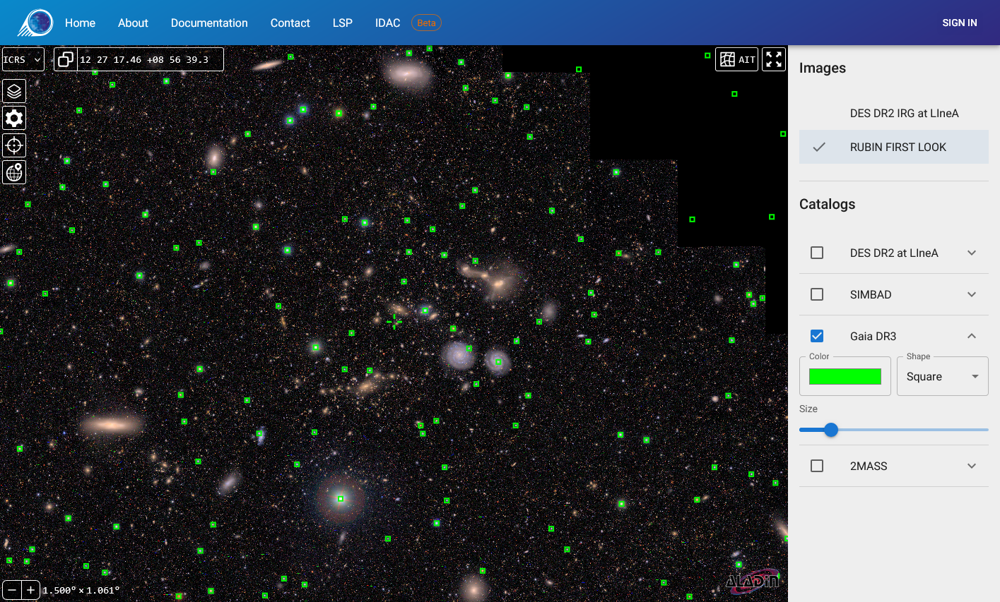 Home About Documentation Contact LSP IDAC Beta SIGN IN
ICRS 12 27 17.46 +08 56 39.3 AIT
Images
DES DR2 IRG at LIneA
RUBIN FIRST LOOK
Catalogs
DES DR2 at LIneA
SIMBAD
Gaia DR3
Color Shape
Square
Size
2MASS
ALADIN
1.500° × 1.061°